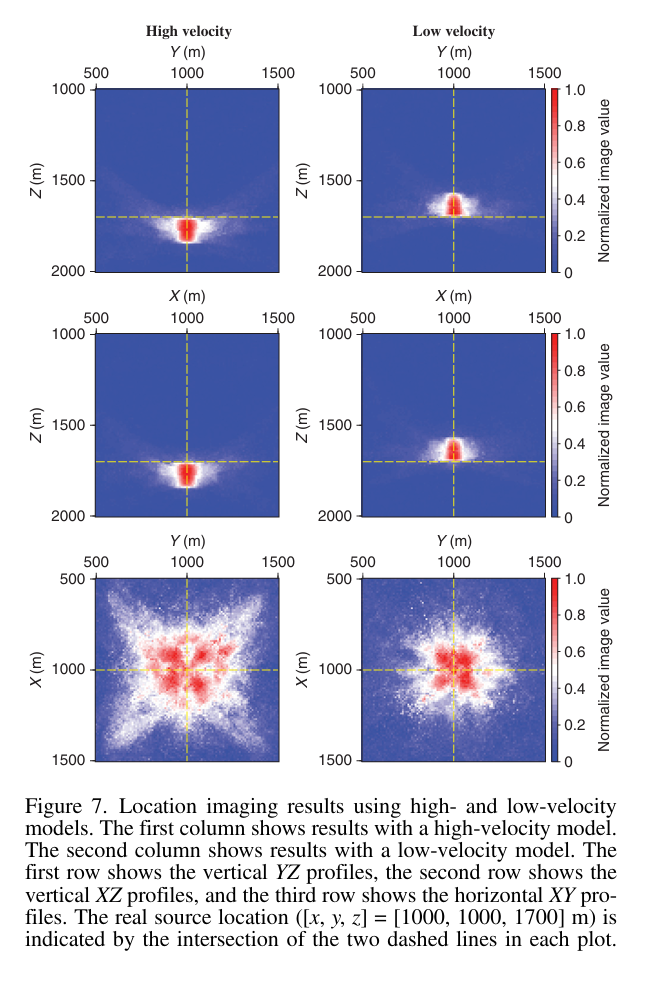 High velocity Low velocity
Y (m) Y (m)
500 1000 1500 500 1000 1500
1000 1000 1.0
0.8
Z (m) 1500 Z (m) 1500 0.6 Normalized image value
0.4
0.2
2000 2000 0
X (m) X (m)
500 1000 1500 500 1000 1500
1000 1000 1.0
0.8
Z (m) 1500 Z (m) 1500 0.6 Normalized image value
0.4
0.2
2000 2000 0
Y (m) Y (m)
500 1000 1500 500 1000 1500
500 500 1.0
0.8
X (m) 1000 X (m) 1000 0.6 Normalized image value
0.4
0.2
1500 1500 0
Figure 7. Location imaging results using high- and low-velocity
models. The first column shows results with a high-velocity model.
The second column shows results with a low-velocity model. The
first row shows the vertical YZ profiles, the second row shows the
vertical XZ profiles, and the third row shows the horizontal XY pro-
files. The real source location ([x, y, z] = [1000, 1000, 1700] m) is
indicated by the intersection of the two dashed lines in each plot.